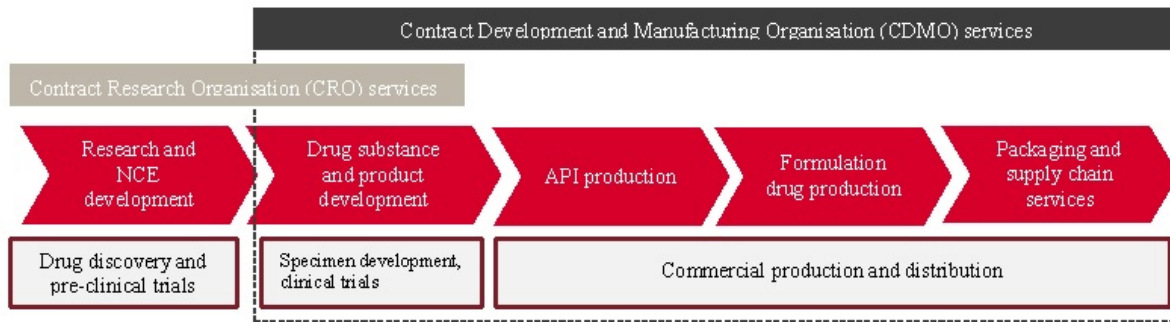 Contract Development and Manufacturing Organisation (CDMO) services
Contract Research Organisation (CRO) services
Research and
NCE
development
Drug substance
and product
development
API production
Formulation
drug production
Packaging and
supply chain
services
Drug discovery and
pre-clinical trials
Specimen development,
clinical trials
Commercial production and distribution